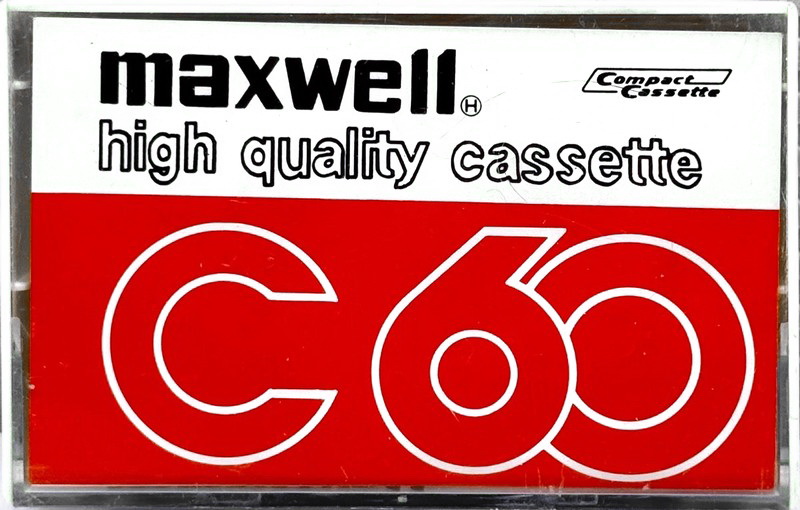 maxwell Ⓗ
Compact
Cassette
high quality cassette
C60